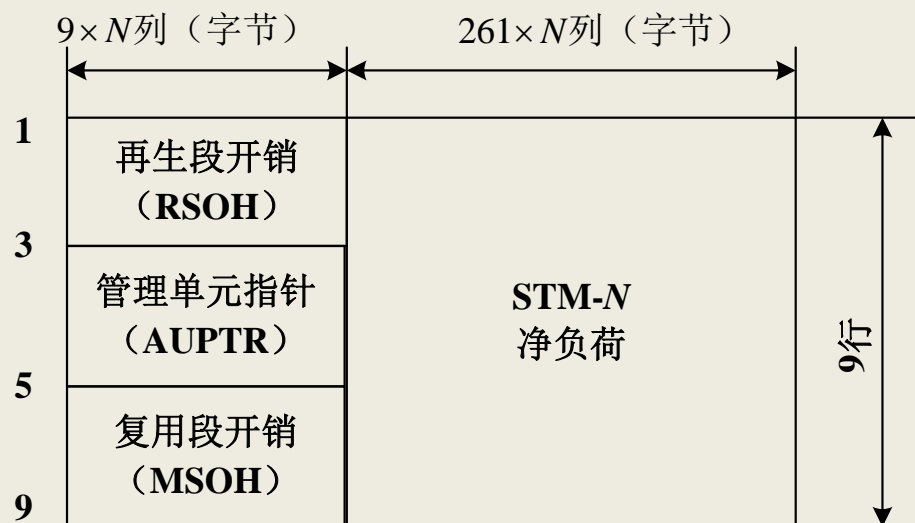 9×N列（字节）
261×N列（字节）
1
再生段开销
（RSOH）
3
管理单元指针
（AUPTR）
5
复用段开销
（MSOH）
9
STM-N
净负荷
9行